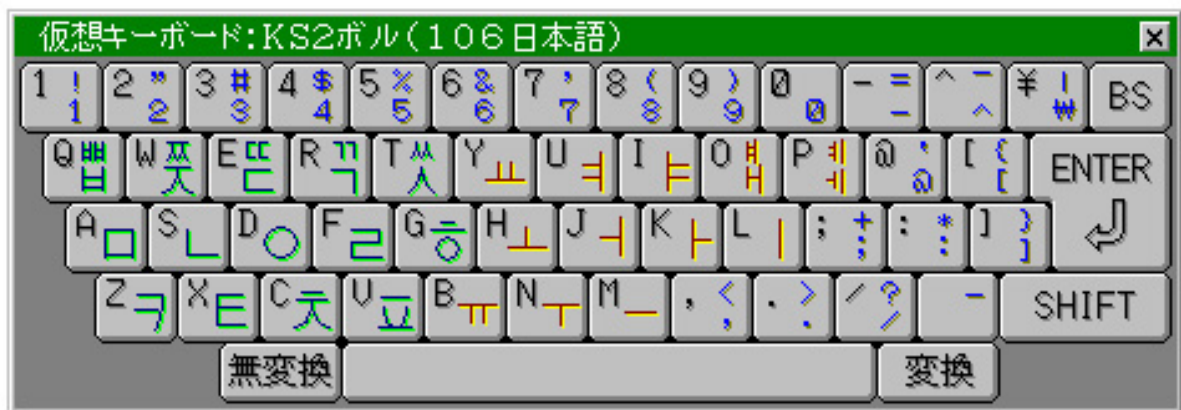 仮想キーボード:KS2ボル(106日本語)
1 ! 1 2 " 2 3 # 3 4 $ 4 5 % 5 6 & 6 7 ' 7 8 ( 8 9 ) 9 0 0 - = - ^ ¯ ^ ¥ | ₩ BS
Q ㅃ ㅂ W ㅉ ㅈ E ㄸ ㄷ R ㄲ ㄱ T ㅆ ㅅ Y ㅛ U ㅕ I ㅑ O ㅒ ㅐ P ㅖ ㅔ @ ` @ [ { [ ENTER
A ㅁ S ㄴ D ㅇ F ㄹ G ㅎ H ㅗ J ㅓ K ㅏ L ㅣ ; + ; : * : ] } ]
Z ㅋ X ㅌ C ㅊ V ㅍ B ㅠ N ㅜ M ㅡ , < , . > . / ? / _ SHIFT
無変換 変換